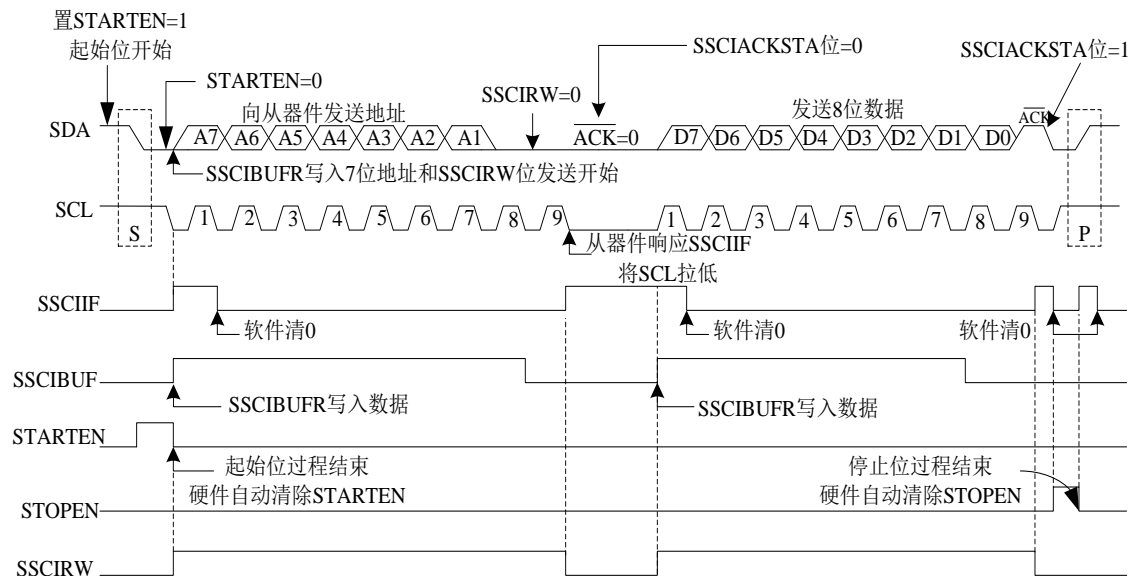 置STARTEN=1
起始位开始
SSCIACKSTA位=0
SSCIACKSTA位=1
STARTEN=0
SSCIRW=0
向从器件发送地址
发送8位数据
SDA
A7 A6 A5 A4 A3 A2 A1
ACK=0
D7 D6 D5 D4 D3 D2 D1 D0
ACK
SSCIBUFR写入7位地址和SSCIRW位发送开始
SCL
S
1 2 3 4 5 6 7 8 9
1 2 3 4 5 6 7 8 9
P
从器件响应SSCIIF
将SCL拉低
SSCIIF
软件清0
软件清0
软件清0
SSCIBUF
SSCIBUFR写入数据
SSCIBUFR写入数据
STARTEN
起始位过程结束
硬件自动清除STARTEN
停止位过程结束
硬件自动清除STOPEN
STOPEN
SSCIRW